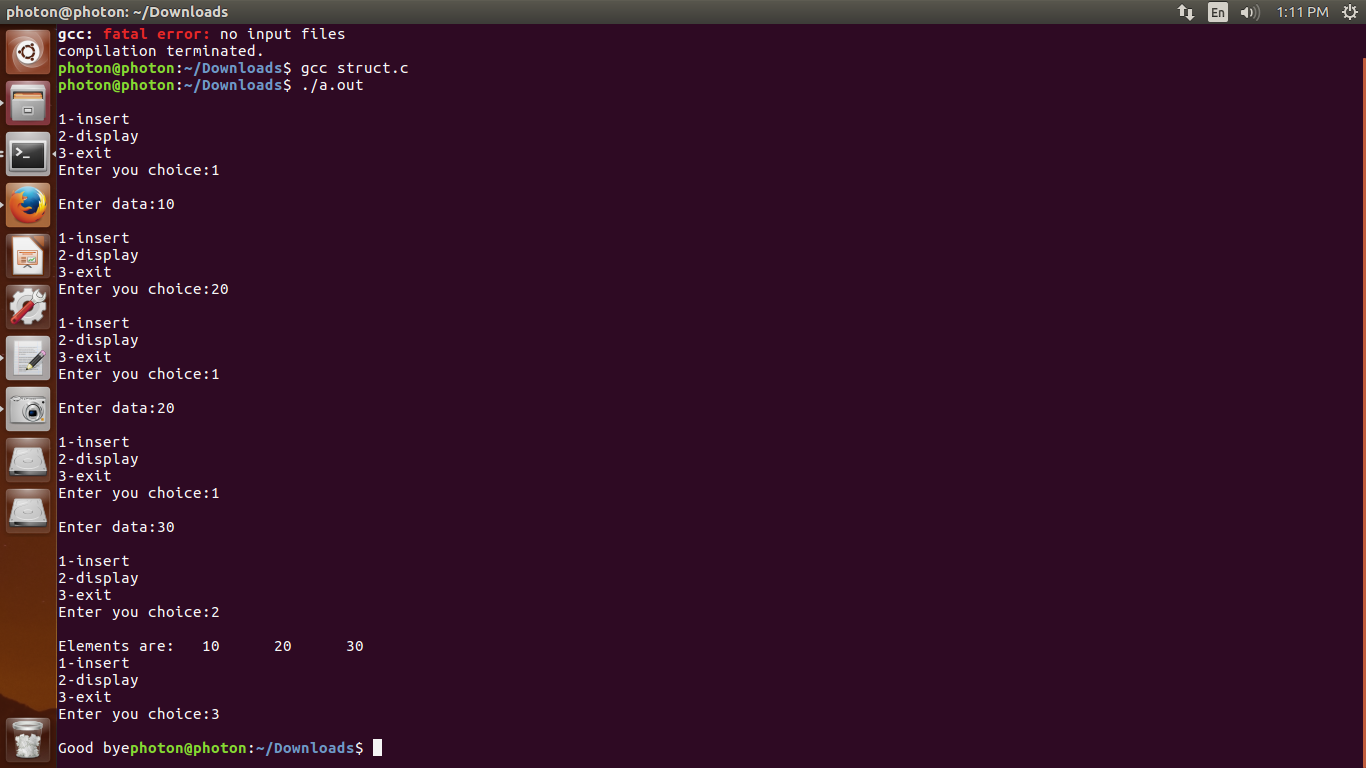 photon@photon: ~/Downloads
En
1:11 PM
gcc: fatal error: no input files
compilation terminated.
photon@photon:~/Downloads$ gcc struct.c
photon@photon:~/Downloads$ ./a.out
1-insert
2-display
3-exit
Enter you choice:1
Enter data:10
1-insert
2-display
3-exit
Enter you choice:20
1-insert
2-display
3-exit
Enter you choice:1
Enter data:20
1-insert
2-display
3-exit
Enter you choice:1
Enter data:30
1-insert
2-display
3-exit
Enter you choice:2
Elements are:   10      20      30
1-insert
2-display
3-exit
Enter you choice:3
Good byephoton@photon:~/Downloads$